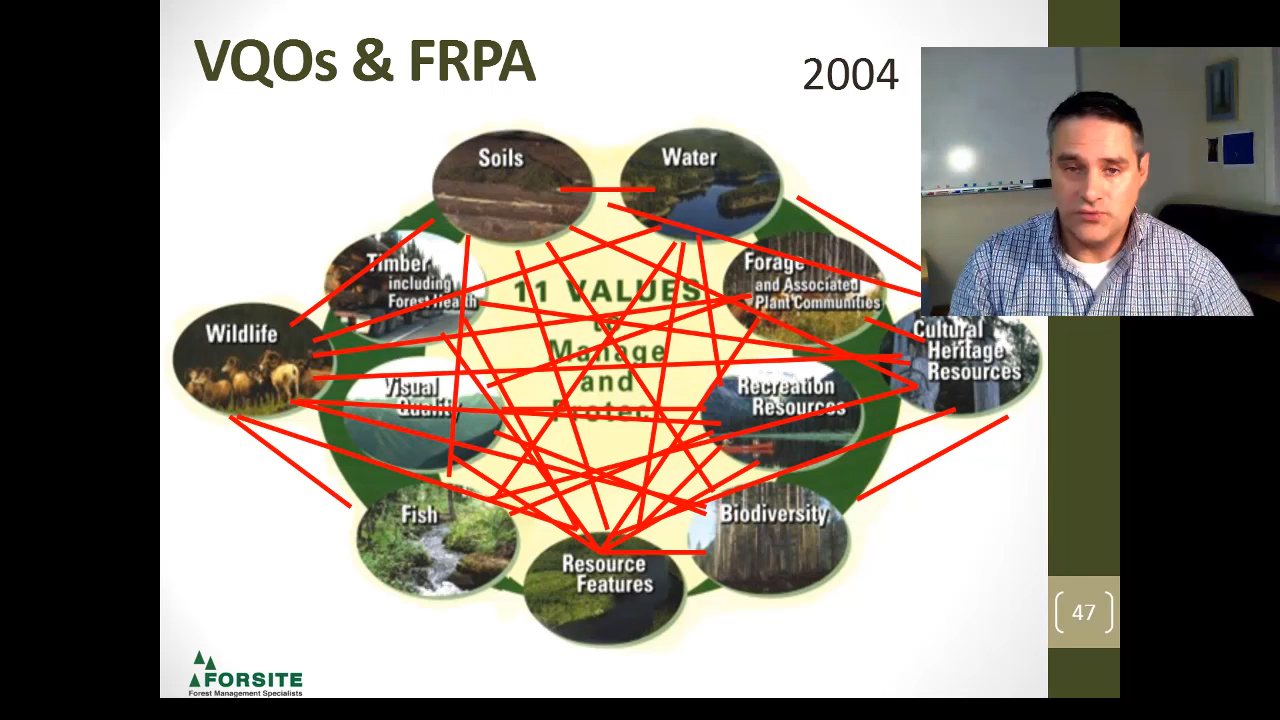 VQOs & FRPA
2004
Soils
Water
Timber
including
Forest Health
Forage
and Associated
Plant Communities
11 VALUES
to
Manage
and
Protect
Wildlife
Cultural
Heritage
Resources
Visual
Quality
Recreation
Resources
Fish
Biodiversity
Resource
Features
47
FORSITE
Forest Management Specialists